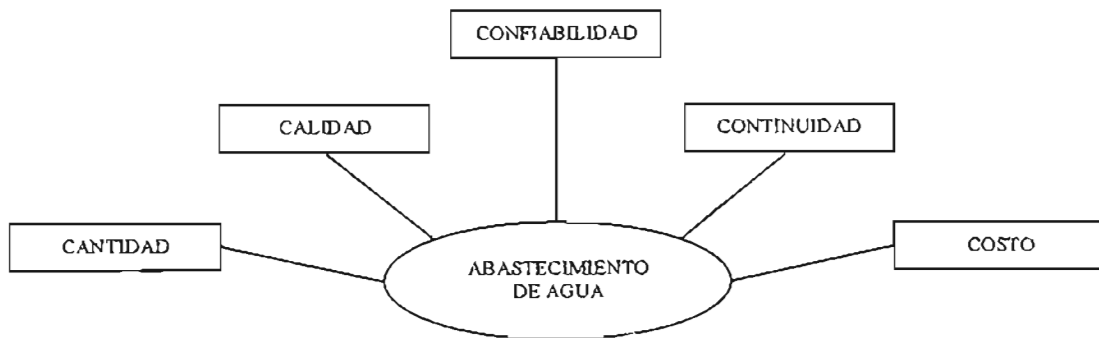 CONFIABILIDAD
CALIDAD
CONTINUIDAD
CANTIDAD
COSTO
ABASTECIMIENTO
DE AGUA